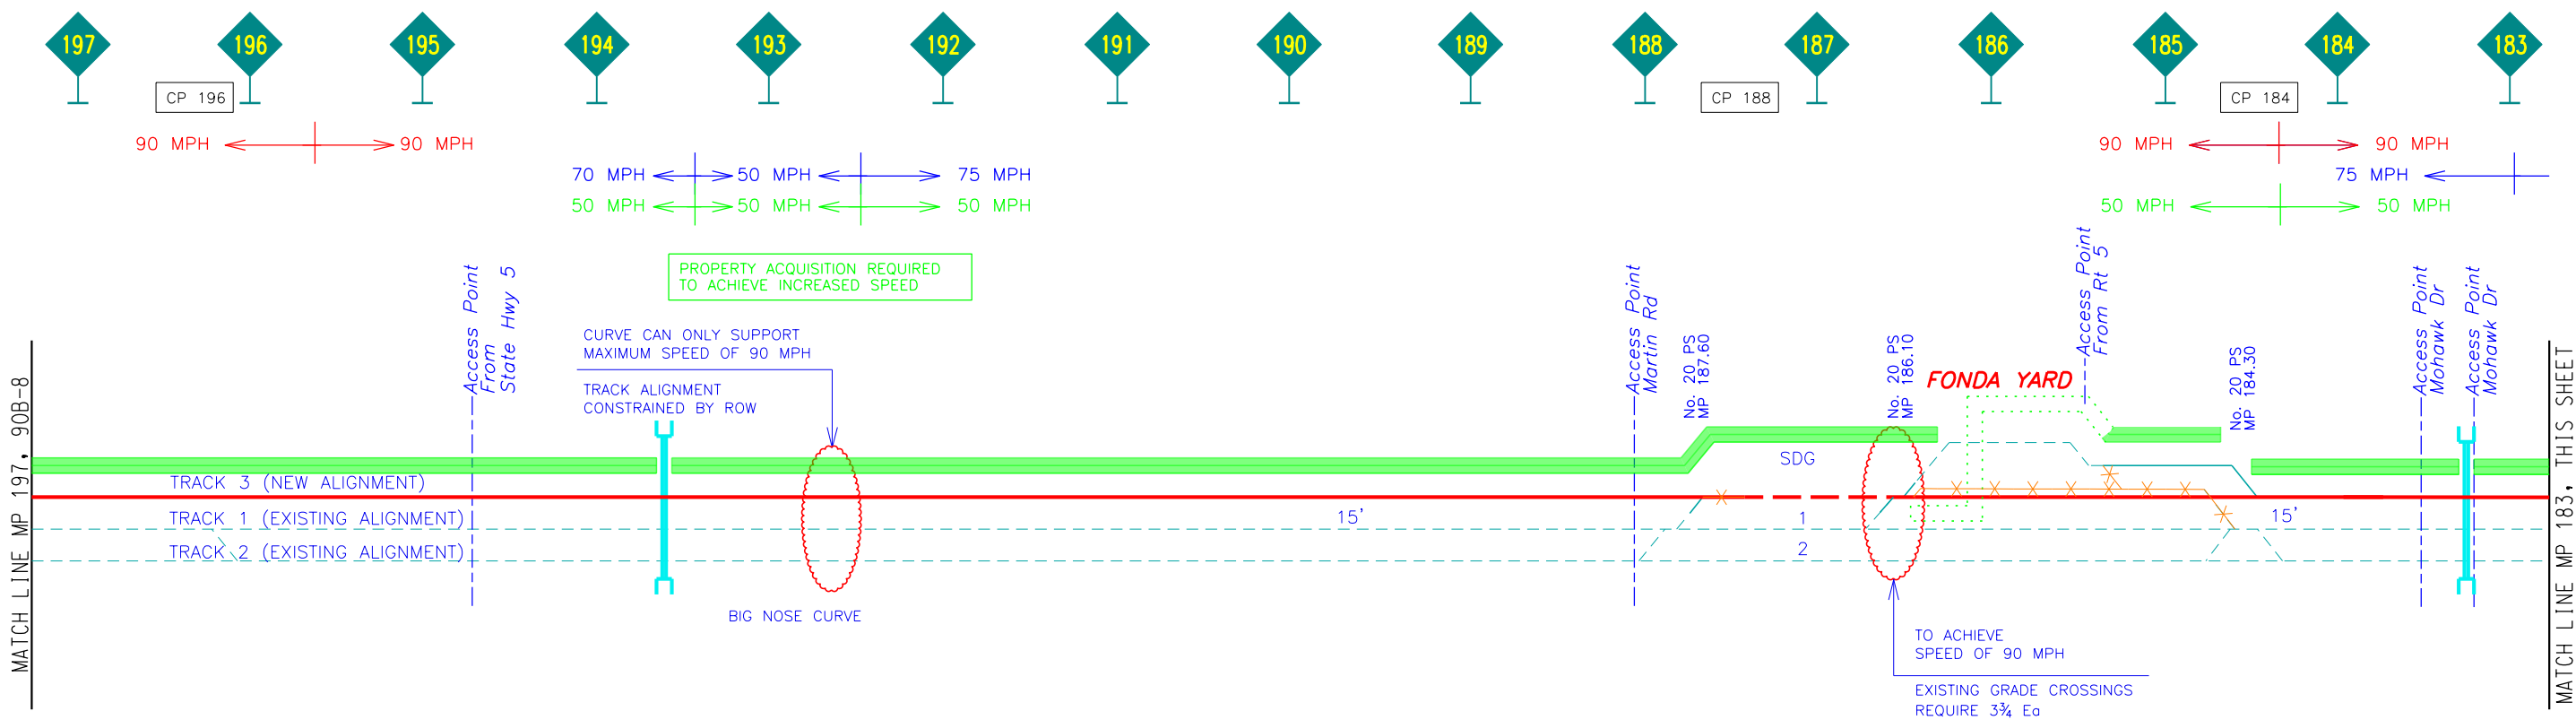 197
196
195
194
193
192
191
190
189
188
187
186
185
184
183
CP 196
CP 188
CP 184
90 MPH
90 MPH
90 MPH
90 MPH
70 MPH
50 MPH
75 MPH
75 MPH
50 MPH
50 MPH
50 MPH
50 MPH
50 MPH
PROPERTY ACQUISITION REQUIRED
TO ACHIEVE INCREASED SPEED
Access Point
From
State Hwy 5
CURVE CAN ONLY SUPPORT
MAXIMUM SPEED OF 90 MPH
TRACK ALIGNMENT
CONSTRAINED BY ROW
Access Point
Martin Rd
No. 20 PS
MP 187.60
No. 20 PS
MP 186.10
FONDA YARD
Access Point
From Rt 5
No. 20 PS
MP 184.30
Access Point
Mohawk Dr
Access Point
Mohawk Dr
MATCH LINE MP 197, 90B-8
TRACK 3 (NEW ALIGNMENT)
TRACK 1 (EXISTING ALIGNMENT)
TRACK 2 (EXISTING ALIGNMENT)
15'
SDG
1
2
15'
BIG NOSE CURVE
TO ACHIEVE
SPEED OF 90 MPH
EXISTING GRADE CROSSINGS
REQUIRE 3¾ Ea
MATCH LINE MP 183, THIS SHEET